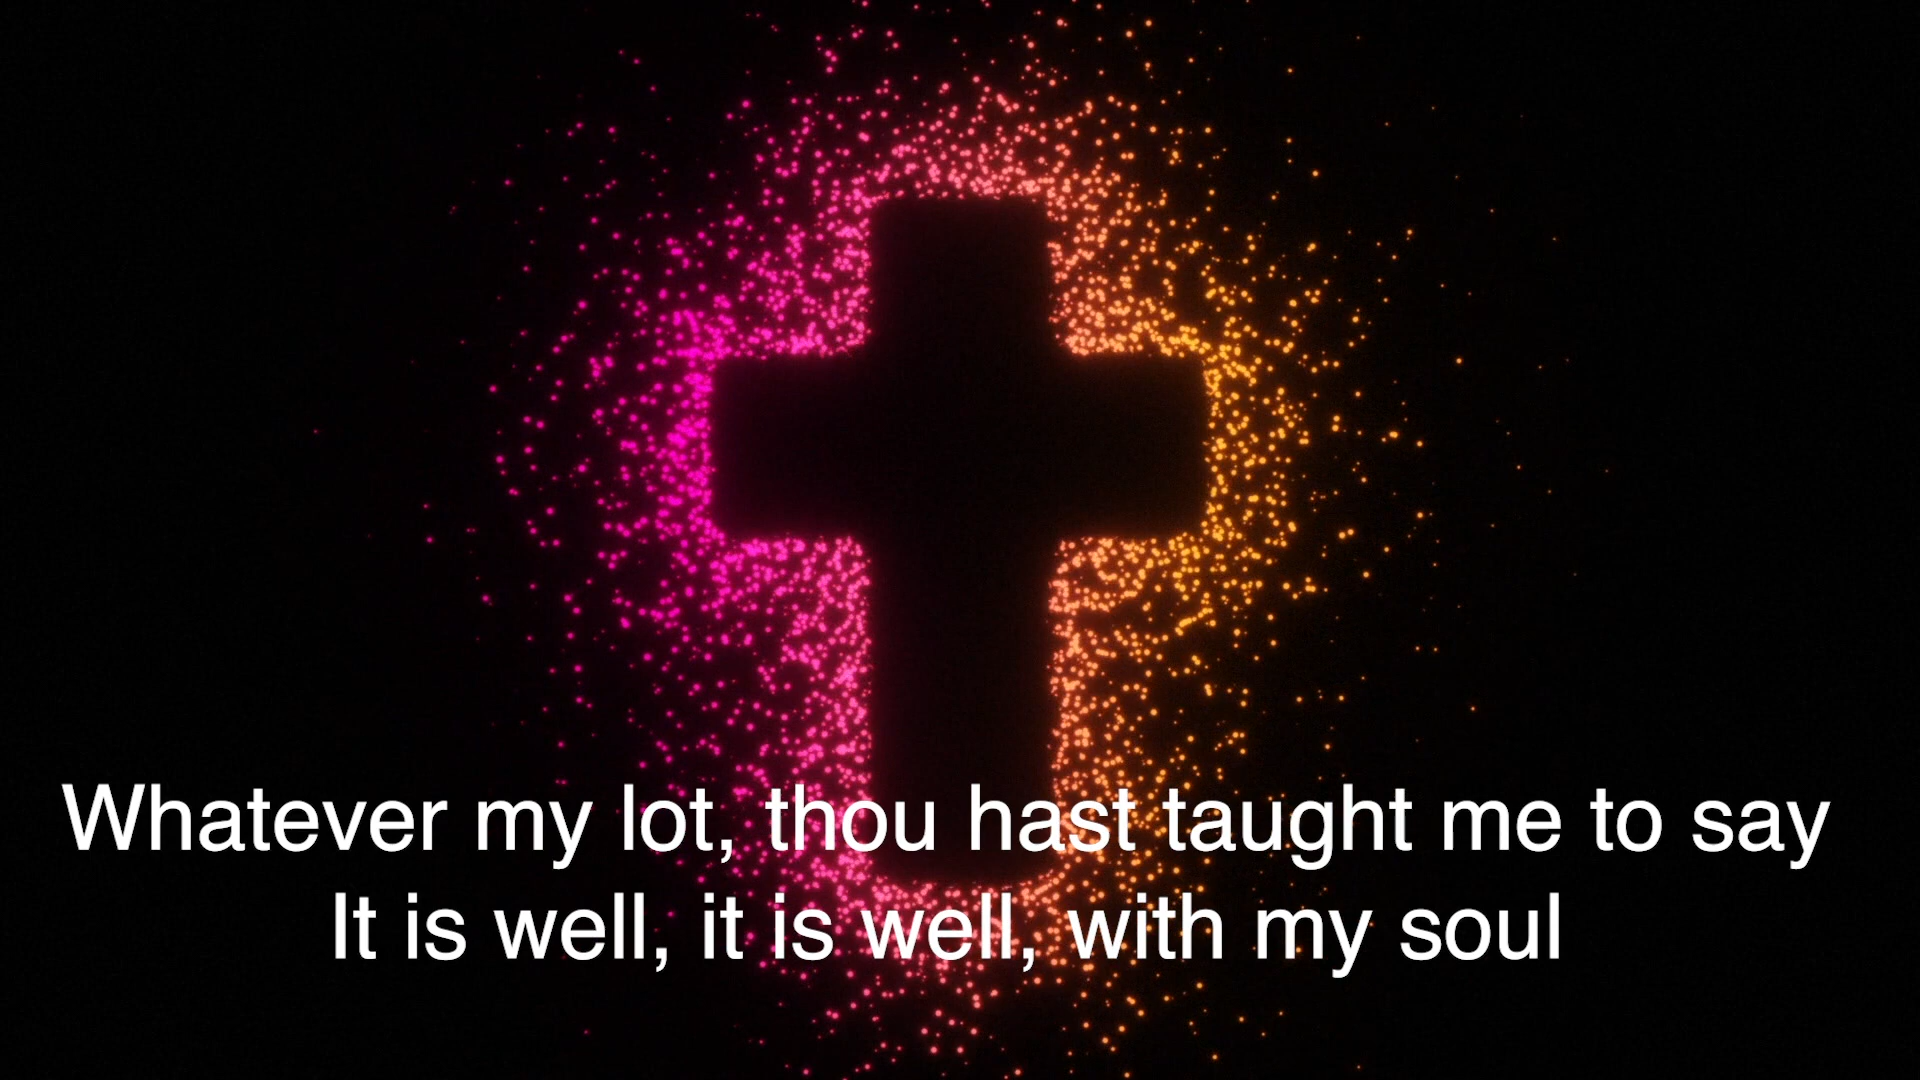 Whatever my lot, thou hast taught me to say
It is well, it is well, with my soul